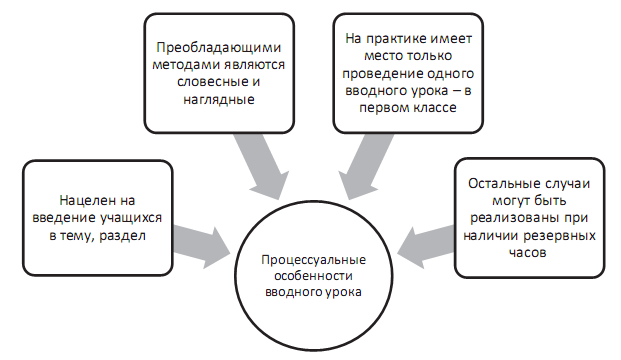 Преобладающими
методами являются
словесные и
наглядные
На практике имеет
место только
проведение одного
вводного урока – в
первом классе
Нацелен на
введение учащихся
в тему, раздел
Остальные случаи
могут быть
реализованы при
наличии резервных
часов
Процессуальные
особенности
вводного урока